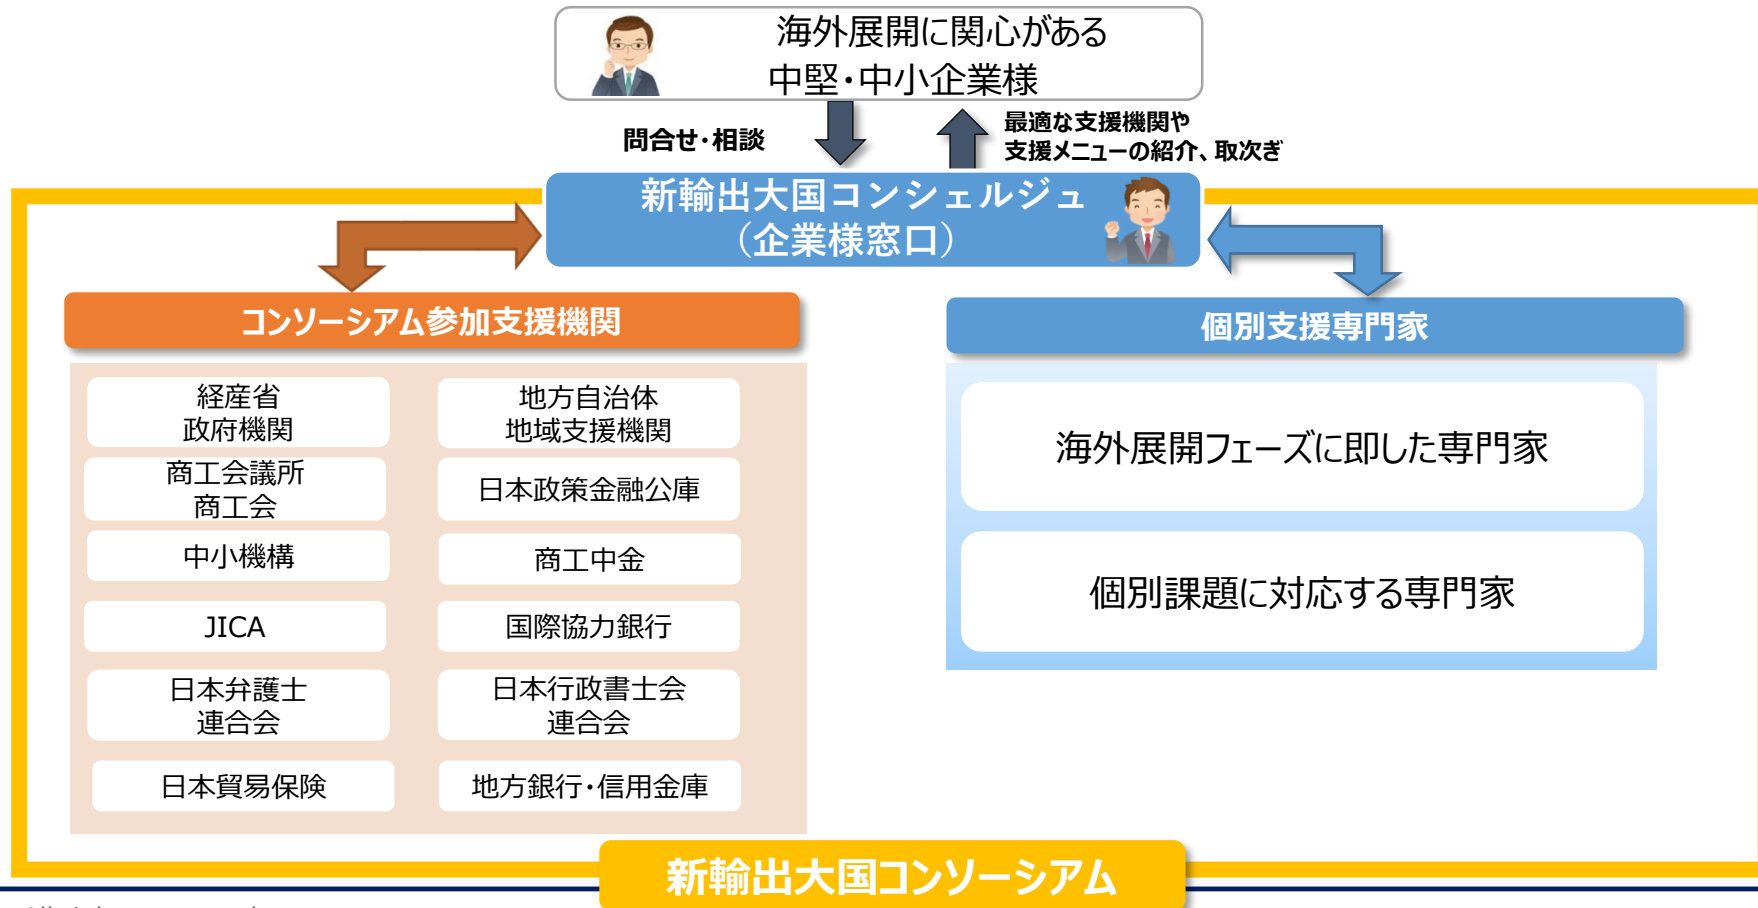 海外展開に関心がある
中堅・中小企業様
問合せ・相談
最適な支援機関や
支援メニューの紹介、取次ぎ
新輸出大国コンシェルジュ
（企業様窓口）
コンソーシアム参加支援機関
経産省
政府機関
地方自治体
地域支援機関
商工会議所
商工会
日本政策金融公庫
中小機構
商工中金
JICA
国際協力銀行
日本弁護士
連合会
日本行政書士会
連合会
日本貿易保険
地方銀行・信用金庫
個別支援専門家
海外展開フェーズに即した専門家
個別課題に対応する専門家
新輸出大国コンソーシアム